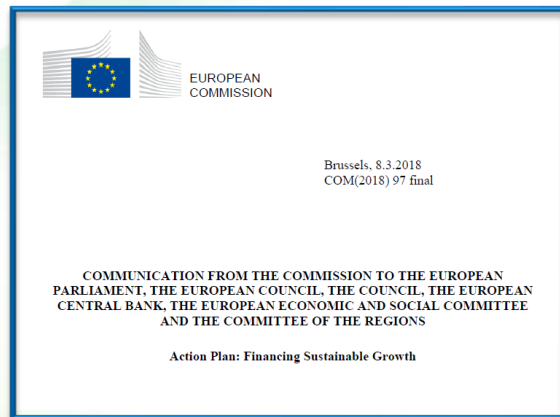 EUROPEAN
COMMISSION
Brussels, 8.3.2018
COM(2018) 97 final
COMMUNICATION FROM THE COMMISSION TO THE EUROPEAN
PARLIAMENT, THE EUROPEAN COUNCIL, THE COUNCIL, THE EUROPEAN
CENTRAL BANK, THE EUROPEAN ECONOMIC AND SOCIAL COMMITTEE
AND THE COMMITTEE OF THE REGIONS
Action Plan: Financing Sustainable Growth